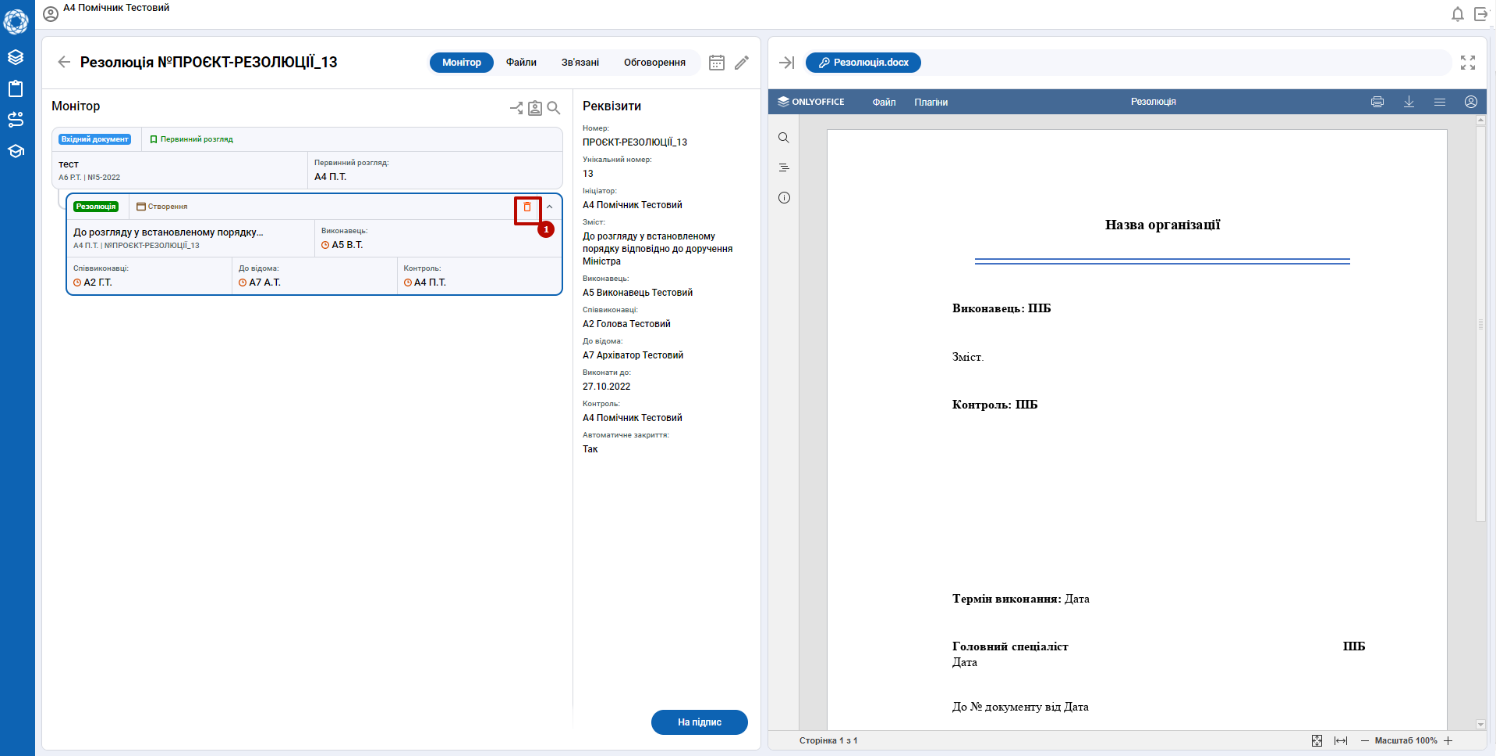 А4 Помічник Тестовий
Резолюція №ПРОЄКТ-РЕЗОЛЮЦІЇ_13
Монітор
Файли
Зв'язані
Обговорення
Монітор
Вхідний документ
Первинний розгляд
тест
А6 Р.Т. | №5-2022
Первинний розгляд:
А4 П.Т.
Резолюція
Створення
1
До розгляду у встановленому порядку...
А4 П.Т. | №ПРОЄКТ-РЕЗОЛЮЦІЇ_13
Виконавець:
А5 В.Т.
Співвиконавці:
А2 Г.Т.
До відома:
А7 А.Т.
Контроль:
А4 П.Т.
Реквізити
Номер:
ПРОЄКТ-РЕЗОЛЮЦІЇ_13
Унікальний номер:
13
Ініціатор:
А4 Помічник Тестовий
Зміст:
До розгляду у встановленому
порядку відповідно до доручення
Міністра
Виконавець:
А5 Виконавець Тестовий
Співвиконавці:
А2 Голова Тестовий
До відома:
А7 Архіватор Тестовий
Виконати до:
27.10.2022
Контроль:
А4 Помічник Тестовий
Автоматичне закриття:
Так
На підпис
Резолюція.docx
ONLYOFFICE
Файл
Плагіни
Резолюція
Назва організації
Виконавець: ПІБ
Зміст.
Контроль: ПІБ
Термін виконання: Дата
Головний спеціаліст ПІБ
Дата
До № документу від Дата
Сторінка 1 з 1
Масштаб 100%